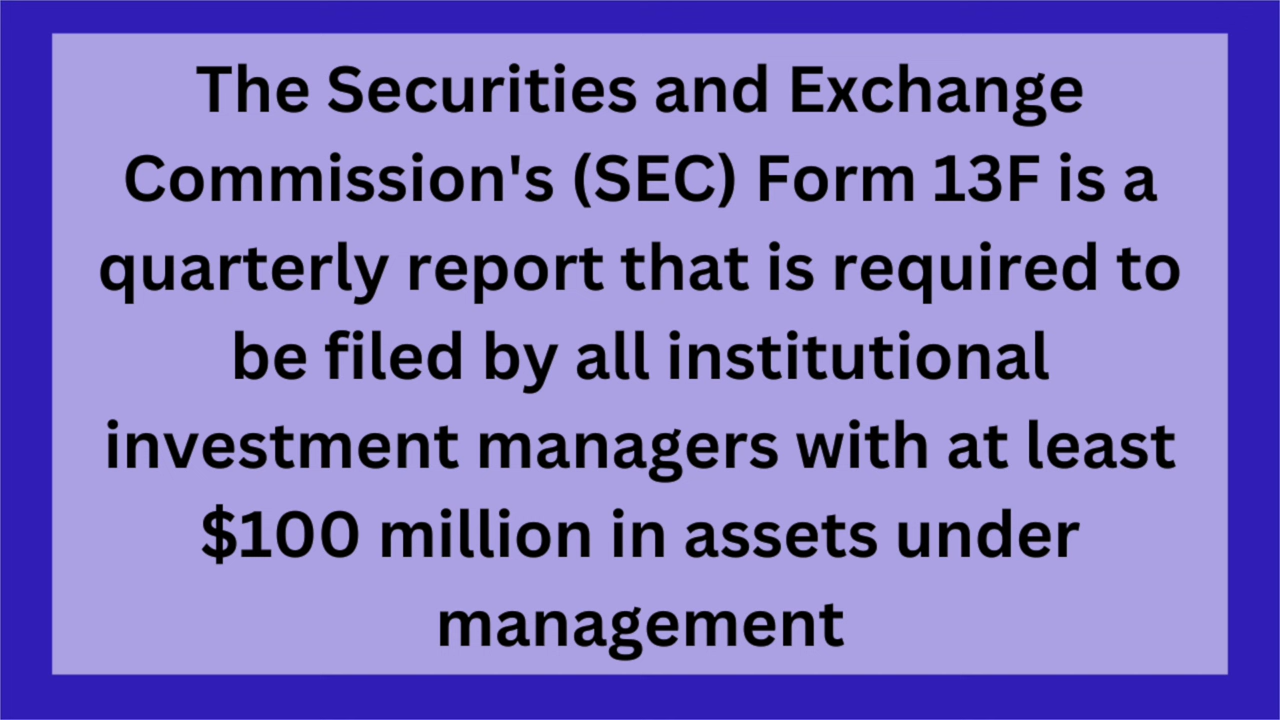 The Securities and Exchange
Commission's (SEC) Form 13F is a
quarterly report that is required to
be filed by all institutional
investment managers with at least
$100 million in assets under
management